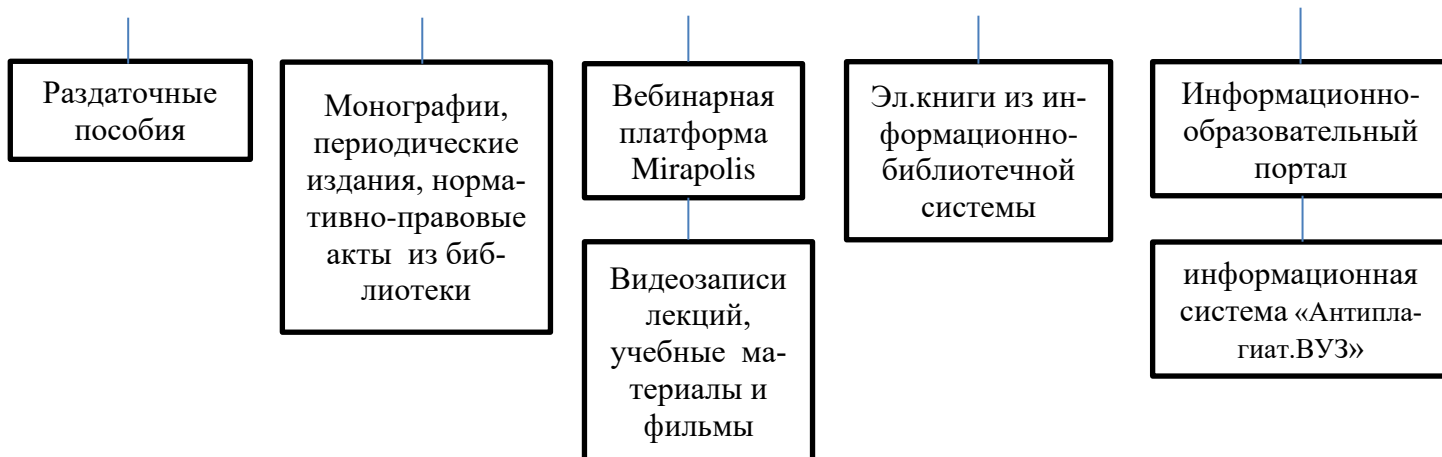 Раздаточные
пособия
Монографии,
периодические
издания, норма-
тивно-правовые
акты из биб-
лиотеки
Вебинарная
платформа
Mirapolis
Видеозаписи
лекций,
учебные ма-
териалы и
фильмы
Эл.книги из ин-
формационно-
библиотечной
системы
Информационно-
образовательный
портал
информационная
система «Антипла-
гиат.ВУЗ»